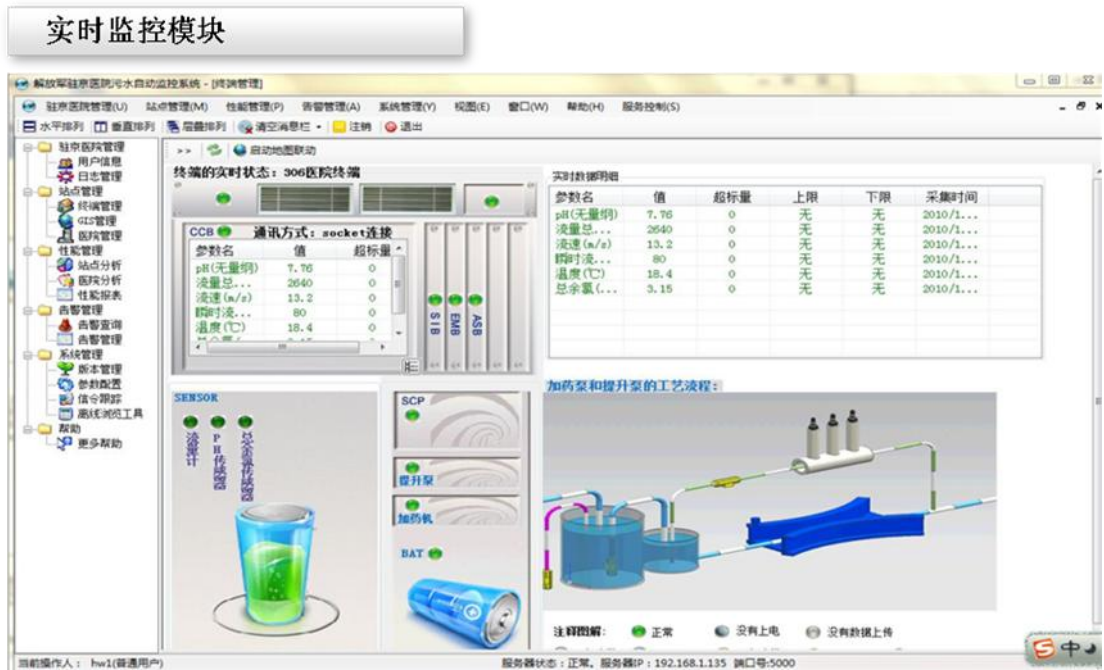 实时监控模块
解放军驻京医院污水自动监控系统 - [终端管理]
驻京医院管理(U) 站点管理(M) 性能管理(P) 告警管理(A) 系统管理(Y) 视图(E) 窗口(W) 帮助(H) 服务控制(S)
水平排列 垂直排列 层叠排列 清空消息栏 注销 退出
驻京医院管理
用户信息
日志管理
站点管理
终端管理
GIS管理
医院管理
性能管理
站点分析
医院分析
性能报表
告警管理
告警查询
告警管理
系统管理
版本管理
参数配置
信令跟踪
离线浏览工具
帮助
更多帮助
>> 启动地图联动
终端的实时状态: 306医院终端
CCB 通讯方式: socket连接
参数名 值 超标量
pH(无量纲) 7.76 0
流量总... 2640 0
流速(m/s) 13.2 0
瞬时流... 80 0
温度(℃) 18.4 0
SIB
EMB
ASB
实时数据明细
参数名 值 超标量 上限 下限 采集时间
pH(无量纲) 7.76 0 无 无 2010/1...
流量总... 2640 0 无 无 2010/1...
流速(m/s) 13.2 0 无 无 2010/1...
瞬时流... 80 0 无 无 2010/1...
温度(℃) 18.4 0 无 无 2010/1...
总余氯(... 3.15 0 无 无 2010/1...
SENSOR
流量计
PH传感器
总余氯传感器
SCP
提升泵
加药机
BAT
加药泵和提升泵的工艺流程:
注释图解: 正常 没有上电 没有数据上传
当前操作人: hw1(普通用户)
服务器状态:正常, 服务器IP:192.168.1.135 端口号:5000
中